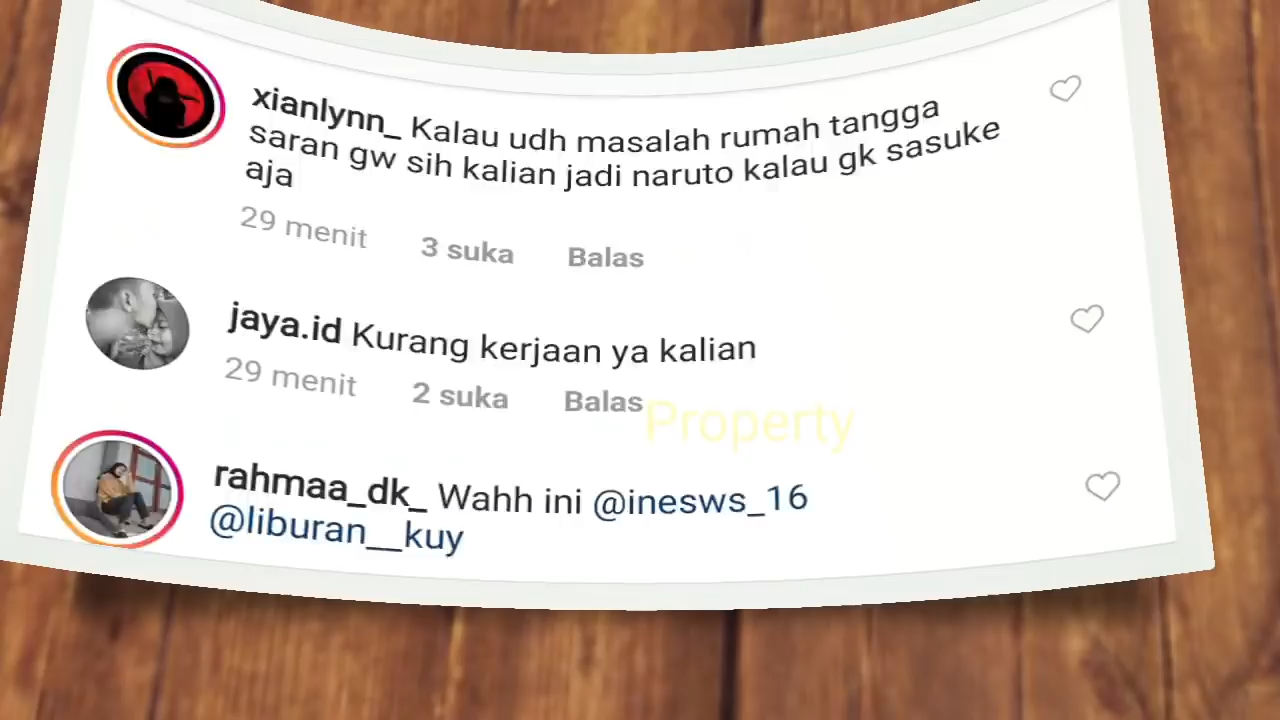 xianlynn_ Kalau udh masalah rumah tangga
saran gw sih kalian jadi naruto kalau gk sasuke
aja
29 menit 3 suka Balas
jaya.id Kurang kerjaan ya kalian
29 menit 2 suka Balas
Property
rahmaa_dk_ Wahh ini @inesws_16
@liburan__kuy